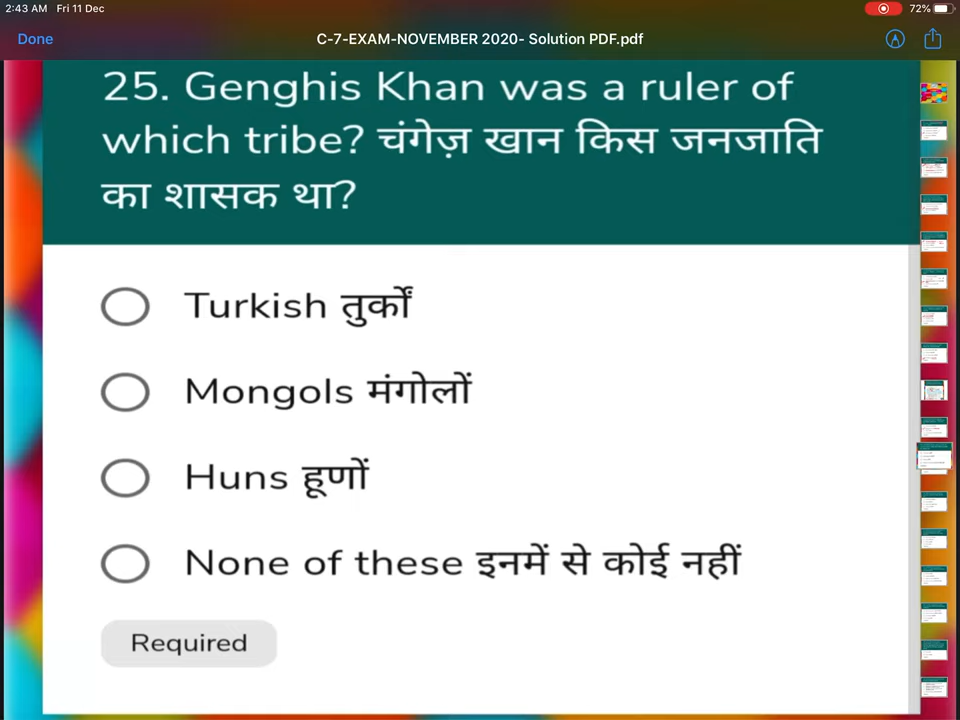 2:43 AM Fri 11 Dec
72%
Done
C-7-EXAM-NOVEMBER 2020- Solution PDF.pdf
25. Genghis Khan was a ruler of
which tribe? चंगेज़ खान किस जनजाति
का शासक था?
Turkish तुर्कों
Mongols मंगोलों
Huns हूणों
None of these इनमें से कोई नहीं
Required